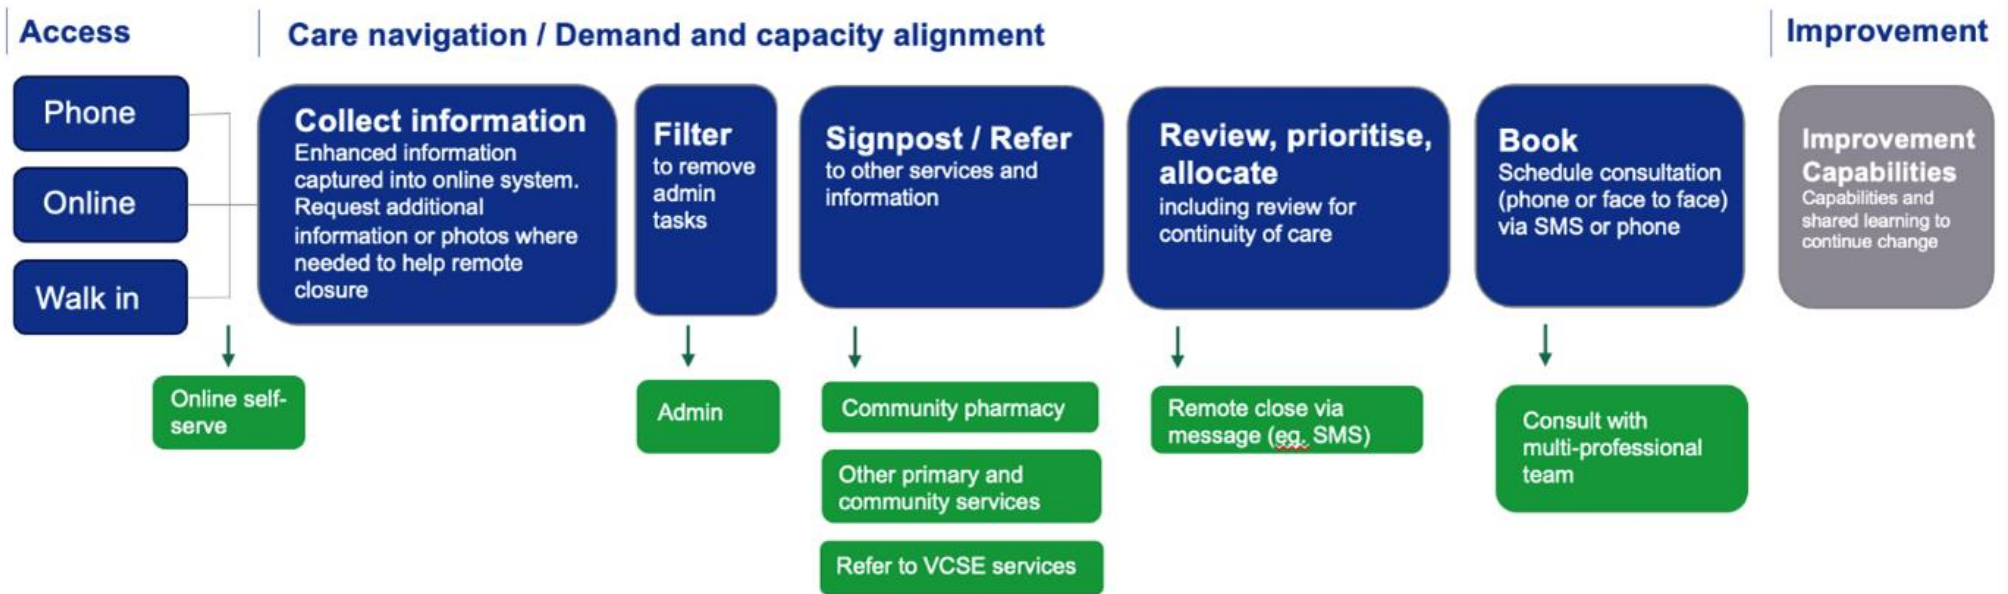 Access
Care navigation / Demand and capacity alignment
Improvement
Phone
Online
Walk in
Collect information
Enhanced information
captured into online system.
Request additional
information or photos where
needed to help remote
closure
Filter
to remove
admin
tasks
Signpost / Refer
to other services and
information
Review, prioritise,
allocate
including review for
continuity of care
Book
Schedule consultation
(phone or face to face)
via SMS or phone
Improvement
Capabilities
Capabilities and
shared learning to
continue change
Online self-
serve
Admin
Community pharmacy
Other primary and
community services
Refer to VCSE services
Remote close via
message (eg. SMS)
Consult with
multi-professional
team